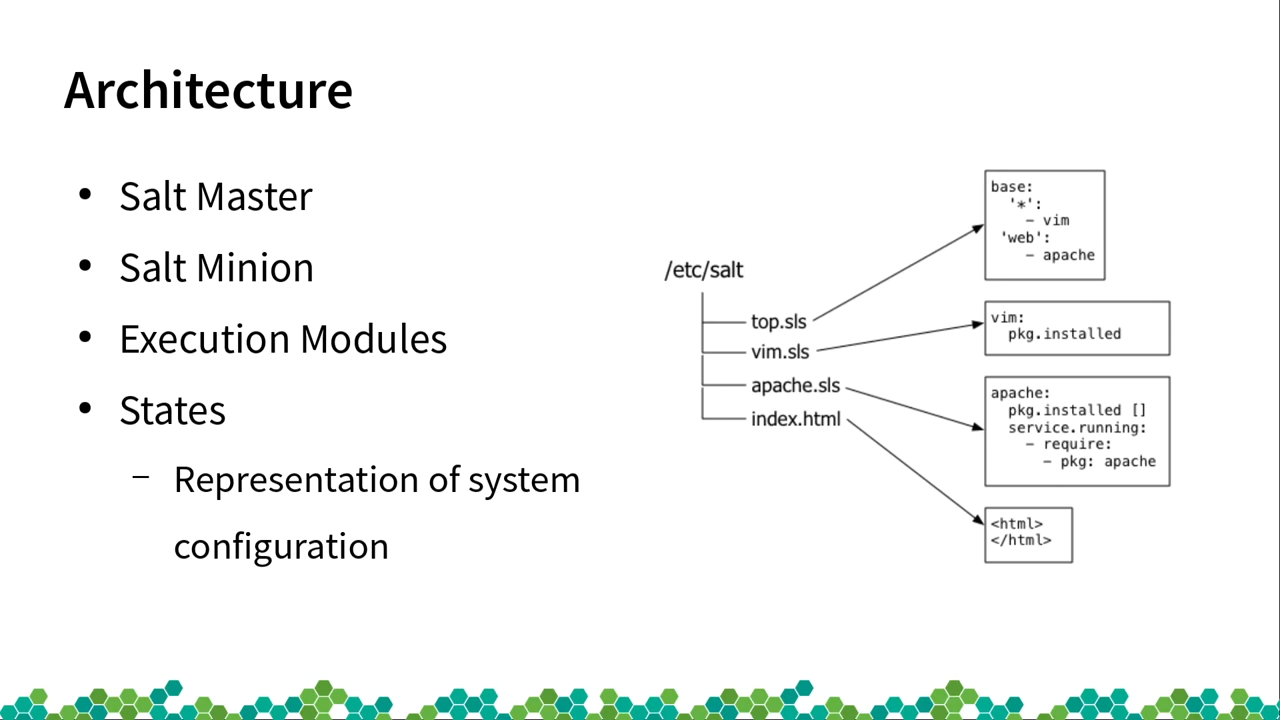 Architecture
• Salt Master
• Salt Minion
• Execution Modules
• States
– Representation of system
configuration
/etc/salt
top.sls
vim.sls
apache.sls
index.html
base:
  '*':
    - vim
 'web':
    - apache
vim:
  pkg.installed
apache:
  pkg.installed []
  service.running:
    - require:
      - pkg: apache
<html>
</html>